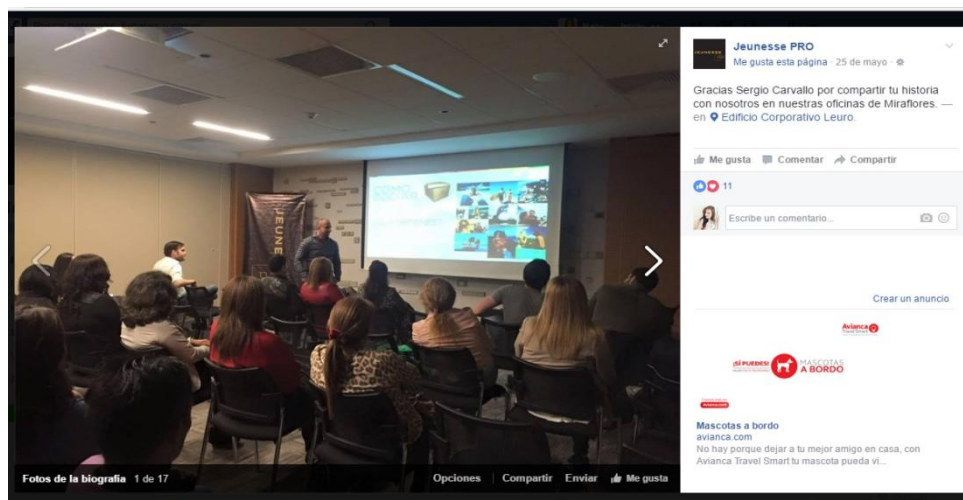 JEUNE
COMO
Fotos de la biografía 1 de 17
Opciones
Compartir
Enviar
Me gusta
Jeunesse PRO
Me gusta esta página · 25 de mayo ·
Gracias Sergio Carvallo por compartir tu historia
con nosotros en nuestras oficinas de Miraflores. —
en Edificio Corporativo Leuro.
Me gusta Comentar Compartir
11
Escribe un comentario...
Crear un anuncio
Avianca
¡SÍ PUEDES!
MASCOTAS
A BORDO
Mascotas a bordo
avianca.com
No hay porque dejar a tu mejor amigo en casa, con
Avianca Travel Smart tu mascota pueda vi...